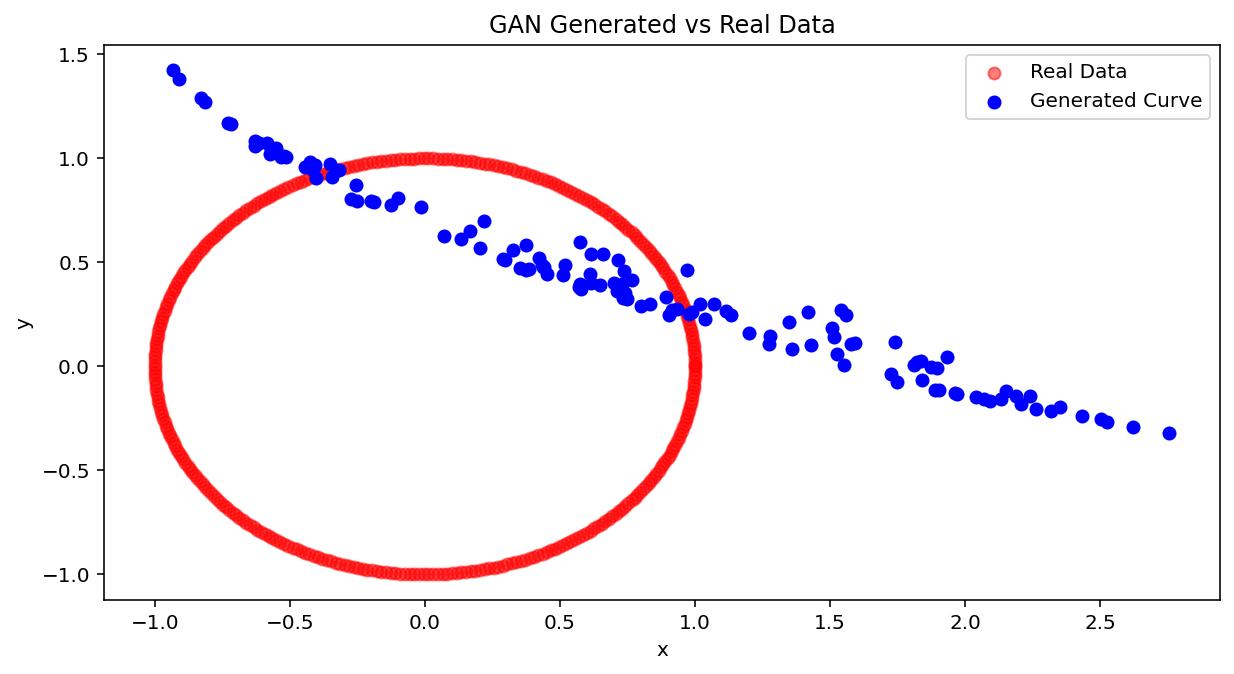 GAN Generated vs Real Data
Real Data
Generated Curve
1.5
1.0
0.5
0.0
−0.5
−1.0
y
−1.0 −0.5 0.0 0.5 1.0 1.5 2.0 2.5
x